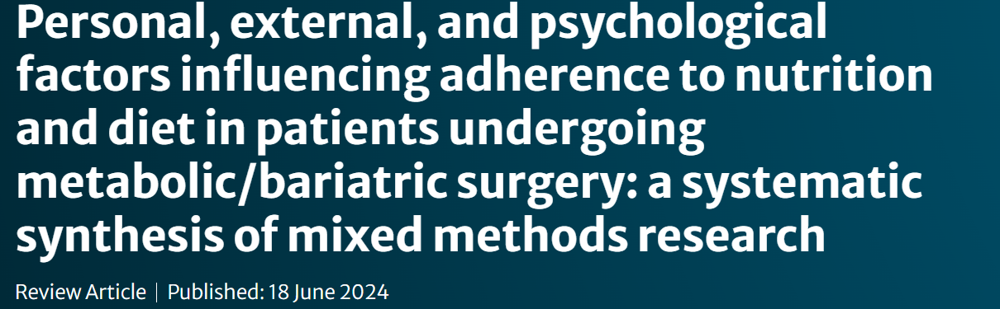 Personal, external, and psychological
factors influencing adherence to nutrition
and diet in patients undergoing
metabolic/bariatric surgery: a systematic
synthesis of mixed methods research
Review Article | Published: 18 June 2024